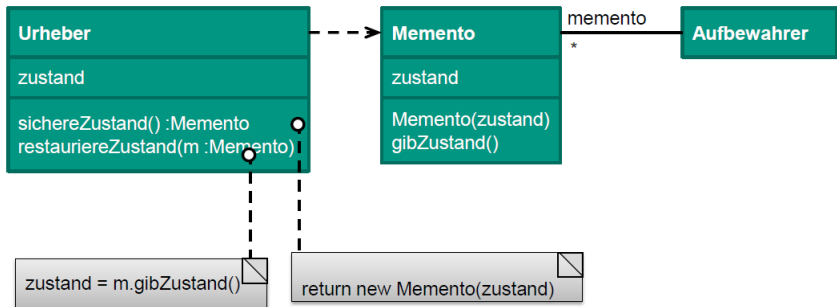 Urheber
zustand
sichereZustand() :Memento
restauriereZustand(m :Memento)
Memento
zustand
Memento(zustand)
gibZustand()
memento
*
Aufbewahrer
zustand = m.gibZustand()
return new Memento(zustand)